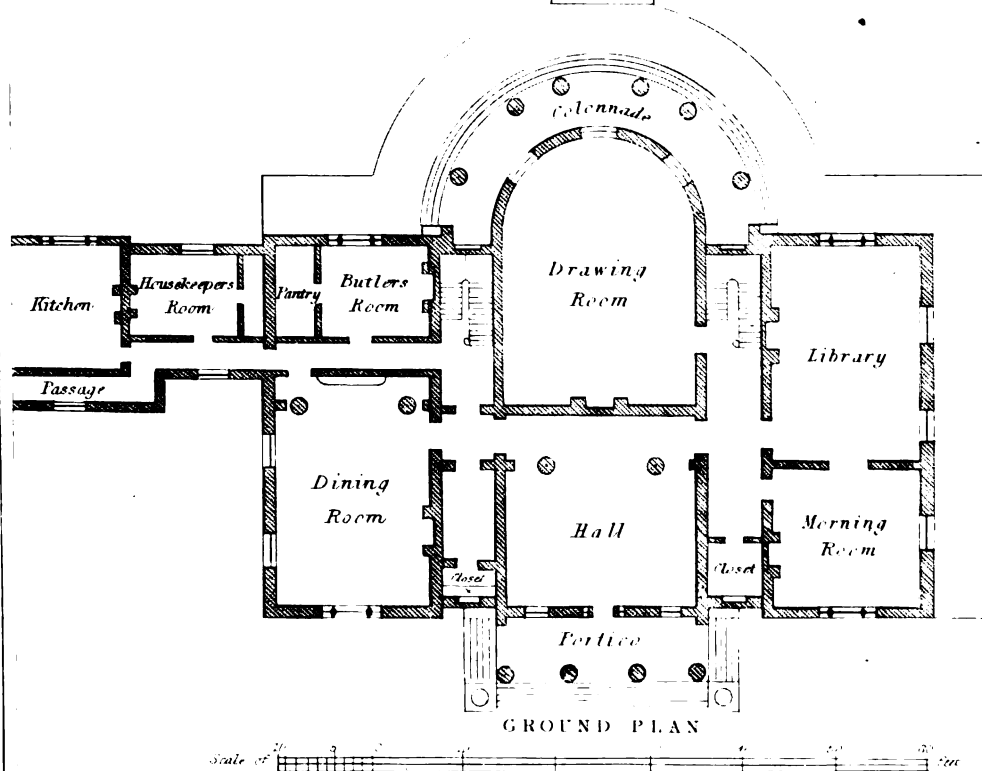 Colonnade
Drawing
Room
Housekeepers
Room
Kitchen
Pantry
Butlers
Room
Library
Passage
Dining
Room
Hall
Morning
Room
Closet
Closet
Portico
GROUND PLAN
Scale of
Feet